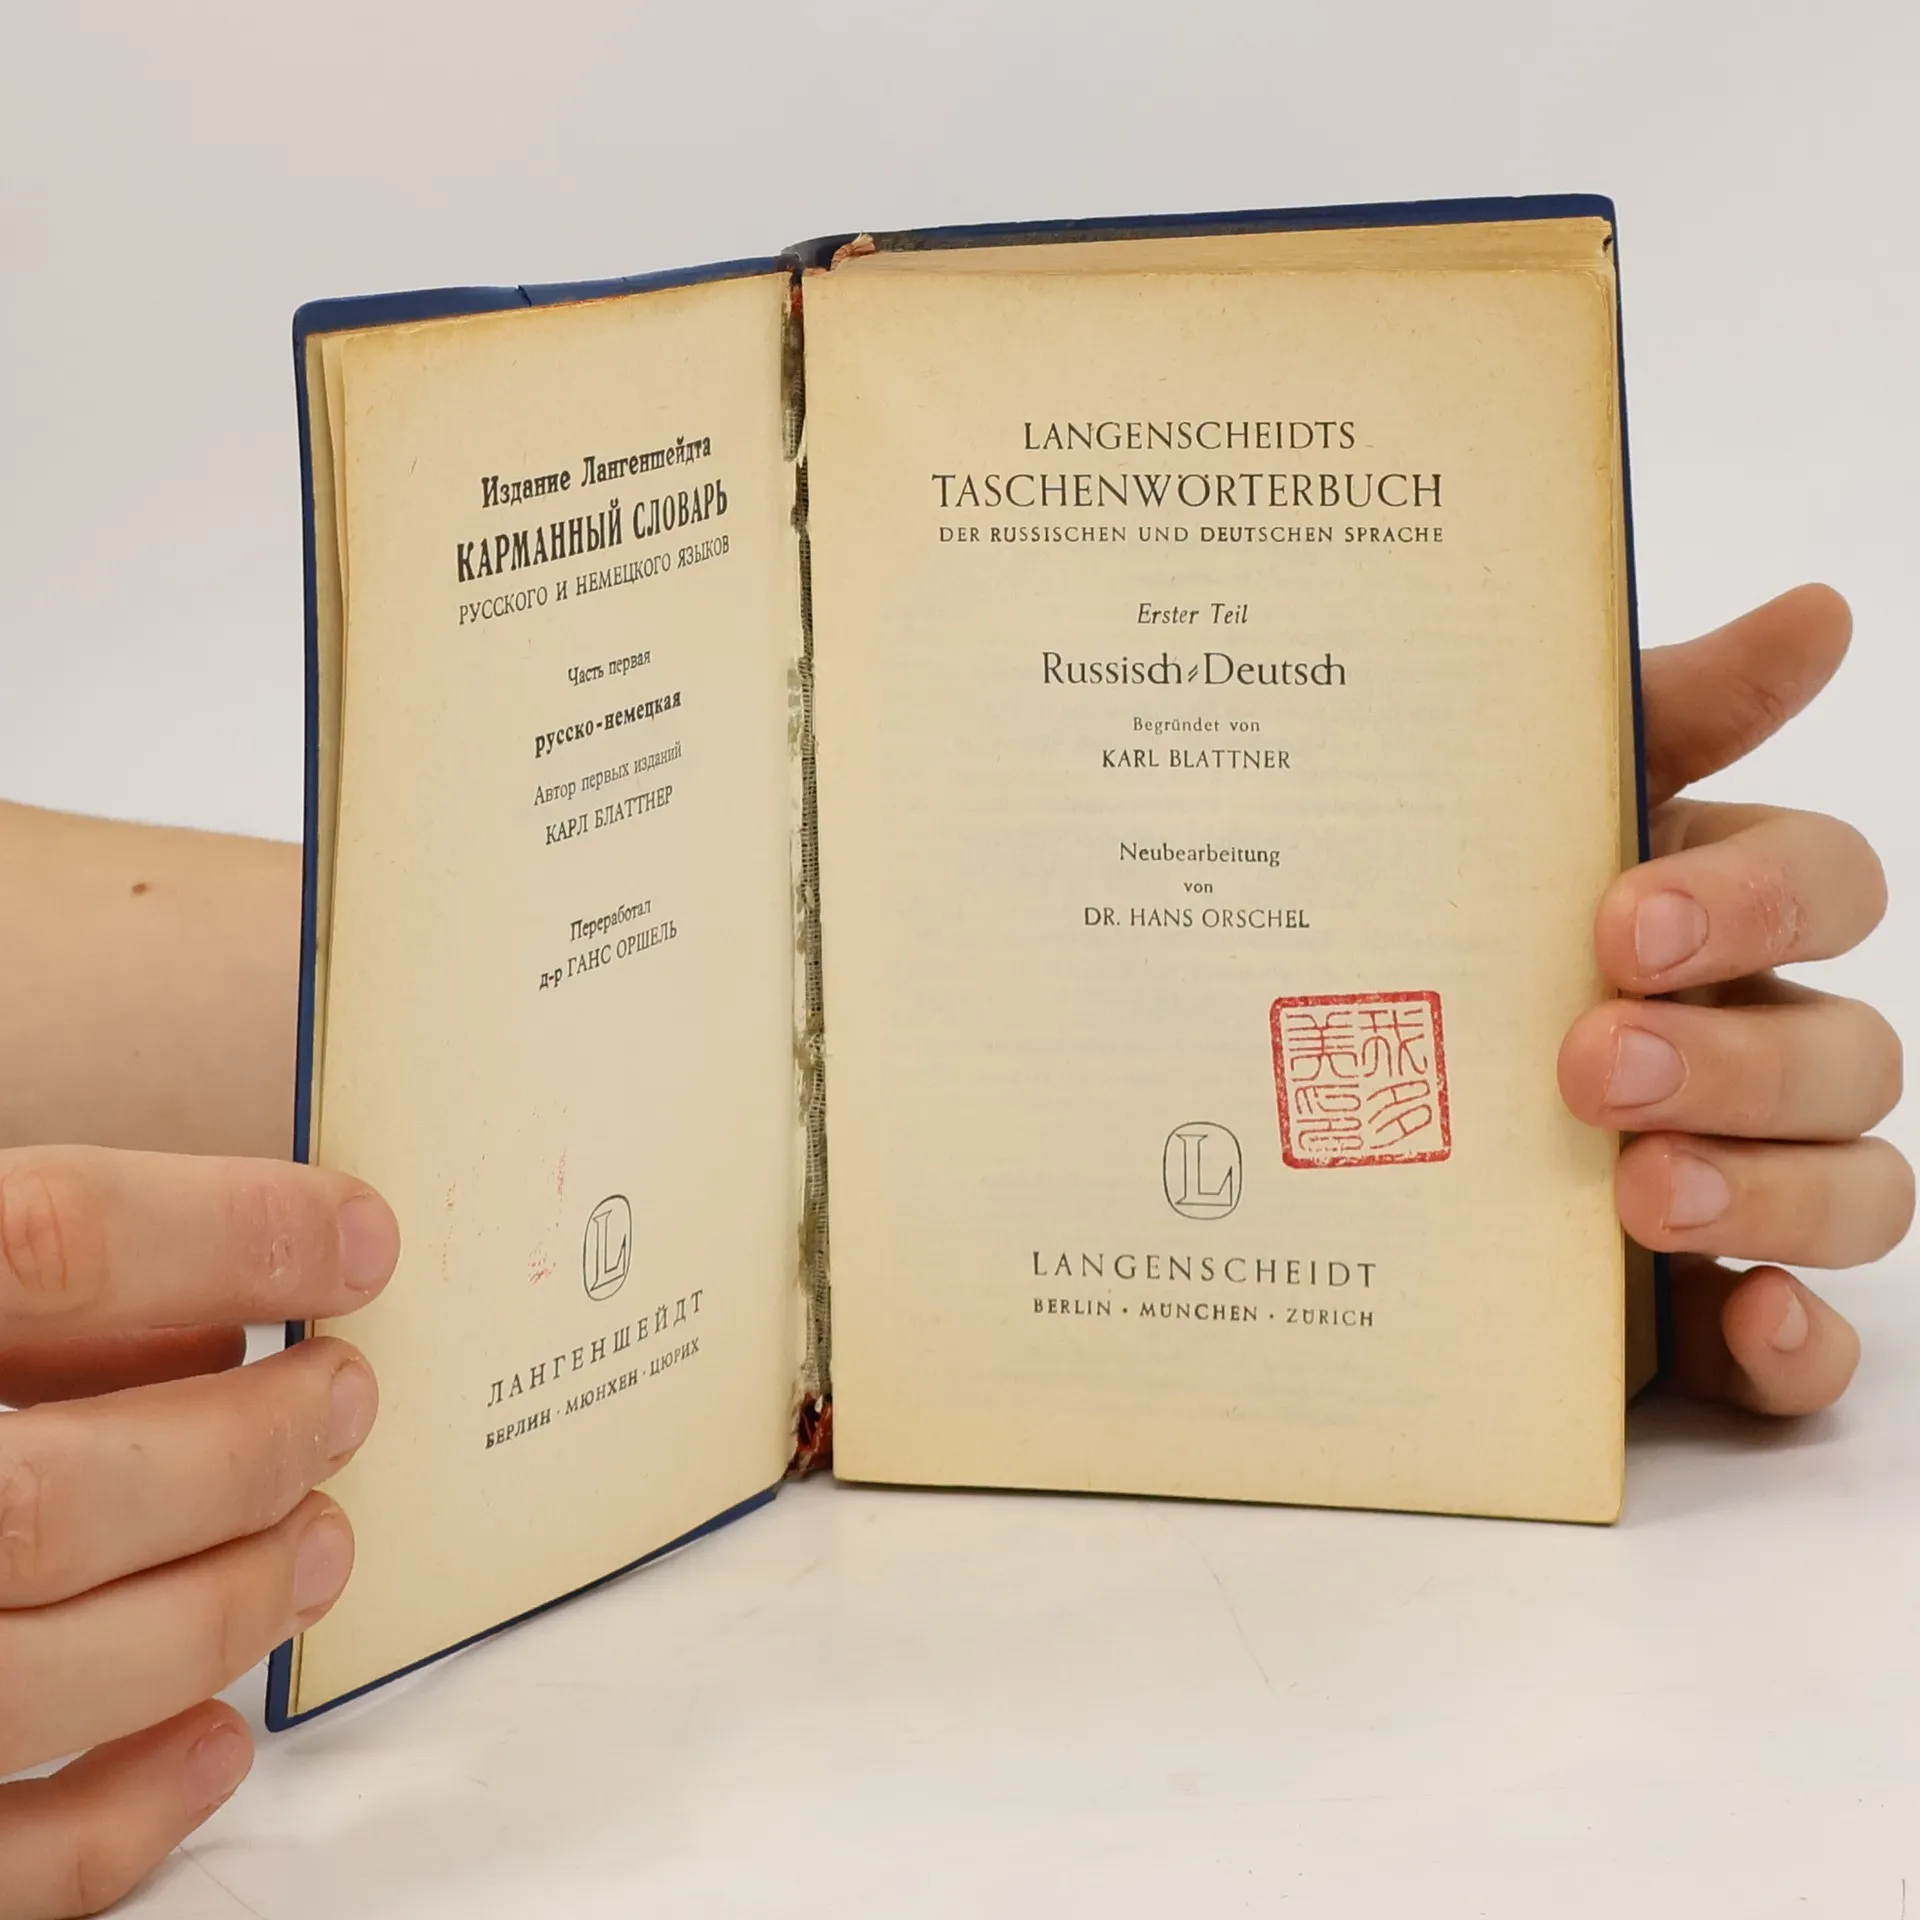 Издание Лангеншейдта
КАРМАННЫЙ СЛОВАРЬ
РУССКОГО И НЕМЕЦКОГО ЯЗЫКОВ
Часть первая
русско-немецкая
Автор первых изданий
КАРЛ БЛАТТНЕР
Переработал
д-р ГАНС ОРШЕЛЬ
L
ЛАНГЕНШЕЙДТ
БЕРЛИН · МЮНХЕН · ЦЮРИХ
LANGENSCHEIDTS
TASCHENWÖRTERBUCH
DER RUSSISCHEN UND DEUTSCHEN SPRACHE
Erster Teil
Russisch-Deutsch
Begründet von
KARL BLATTNER
Neubearbeitung
von
DR. HANS ORSCHEL
L
LANGENSCHEIDT
BERLIN · MÜNCHEN · ZÜRICH